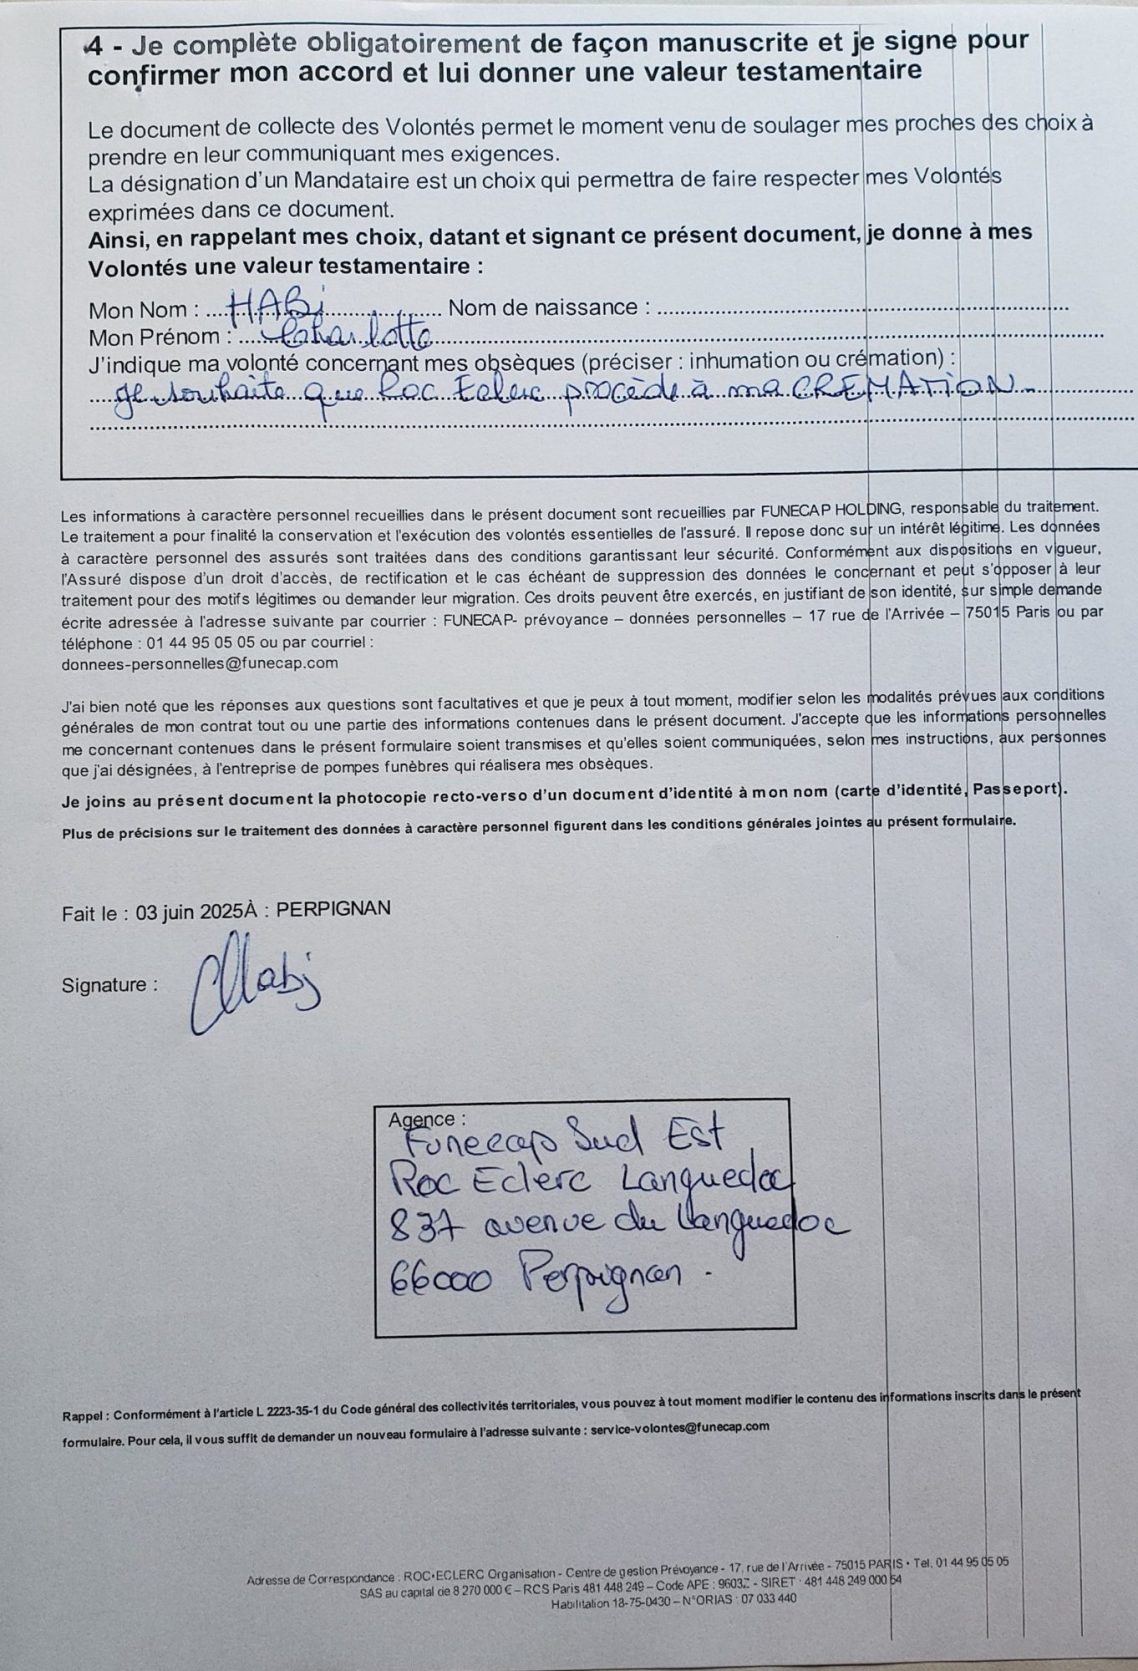 4 - Je complète obligatoirement de façon manuscrite et je signe pour
confirmer mon accord et lui donner une valeur testamentaire
Le document de collecte des Volontés permet le moment venu de soulager mes proches des choix à
prendre en leur communiquant mes exigences.
La désignation d'un Mandataire est un choix qui permettra de faire respecter mes Volontés
exprimées dans ce document.
Ainsi, en rappelant mes choix, datant et signant ce présent document, je donne à mes
Volontés une valeur testamentaire :
Mon Nom : HABj Nom de naissance :
Mon Prénom : Charlotte
J'indique ma volonté concernant mes obsèques (préciser : inhumation ou crémation) :
je souhaite que Roc Eclerc procède à ma CREMATION
Les informations à caractère personnel recueillies dans le présent document sont recueillies par FUNECAP HOLDING, responsable du traitement.
Le traitement a pour finalité la conservation et l'exécution des volontés essentielles de l'assuré. Il repose donc sur un intérêt légitime. Les données
à caractère personnel des assurés sont traitées dans des conditions garantissant leur sécurité. Conformément aux dispositions en vigueur,
l'Assuré dispose d'un droit d'accès, de rectification et le cas échéant de suppression des données le concernant et peut s'opposer à leur
traitement pour des motifs légitimes ou demander leur migration. Ces droits peuvent être exercés, en justifiant de son identité, sur simple demande
écrite adressée à l'adresse suivante par courrier : FUNECAP- prévoyance – données personnelles – 17 rue de l'Arrivée – 75015 Paris ou par
téléphone : 01 44 95 05 05 ou par courriel :
donnees-personnelles@funecap.com
J'ai bien noté que les réponses aux questions sont facultatives et que je peux à tout moment, modifier selon les modalités prévues aux conditions
générales de mon contrat tout ou une partie des informations contenues dans le présent document. J'accepte que les informations personnelles
me concernant contenues dans le présent formulaire soient transmises et qu'elles soient communiquées, selon mes instructions, aux personnes
que j'ai désignées, à l'entreprise de pompes funèbres qui réalisera mes obsèques.
Je joins au présent document la photocopie recto-verso d'un document d'identité à mon nom (carte d'identité, Passeport).
Plus de précisions sur le traitement des données à caractère personnel figurent dans les conditions générales jointes au présent formulaire.
Fait le : 03 juin 2025À : PERPIGNAN
Signature : CHabj
Agence :
Funecap Sud Est
Roc Eclerc Languedoc
837 avenue du Languedoc
66000 Perpignan.
Rappel : Conformément à l'article L 2223-35-1 du Code général des collectivités territoriales, vous pouvez à tout moment modifier le contenu des informations inscrits dans le présent
formulaire. Pour cela, il vous suffit de demander un nouveau formulaire à l'adresse suivante : service-volontes@funecap.com
Adresse de Correspondance : ROC•ECLERC Organisation - Centre de gestion Prévoyance - 17, rue de l'Arrivée - 75015 PARIS • Tel. 01 44 95 05 05
SAS au capital de 8 270 000 € – RCS Paris 481 448 249 – Code APE : 9603Z - SIRET : 481 448 249 000 64
Habilitation 18-75-0430 – N°ORIAS : 07 033 440